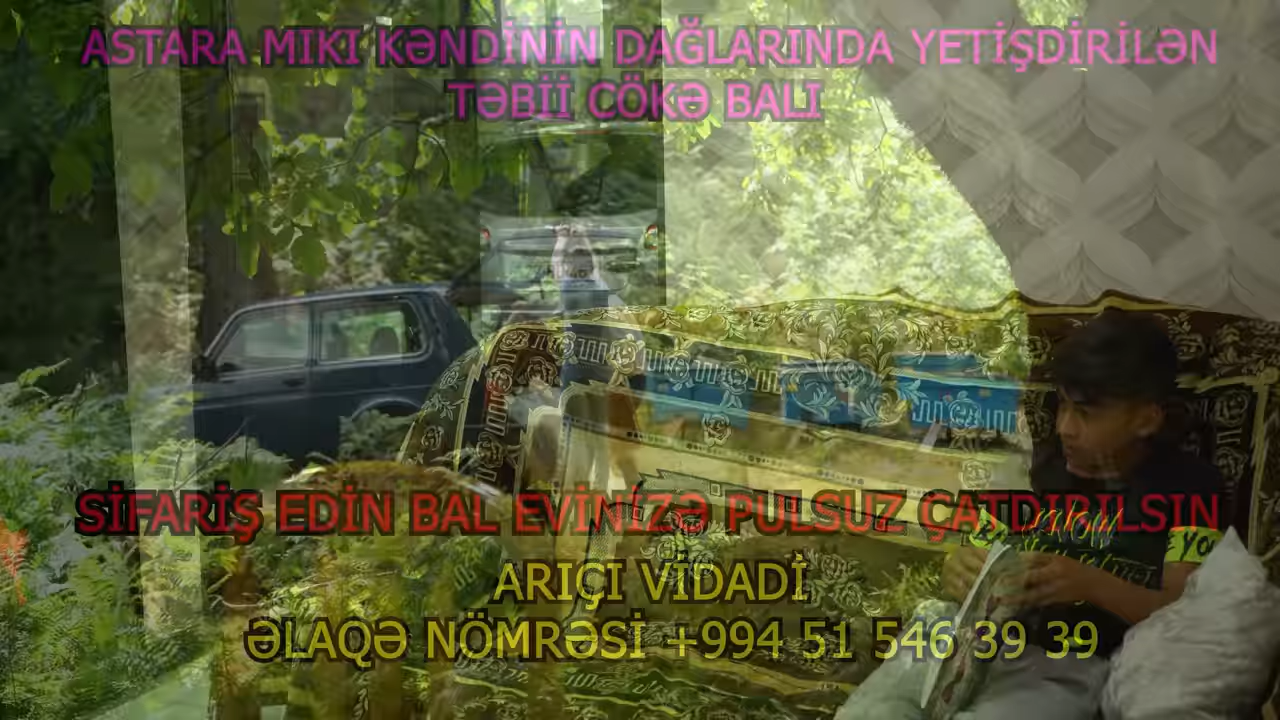 ASTARA MIKI KƏNDİNİN DAĞLARINDA YETİŞDİRİLƏN
TƏBİİ CÖKƏ BALI
SİFARİŞ EDİN BAL EVİNİZƏ PULSUZ ÇATDIRILSIN
ARIÇI VİDADİ
ƏLAQƏ NÖMRƏSİ +994 51 546 39 39